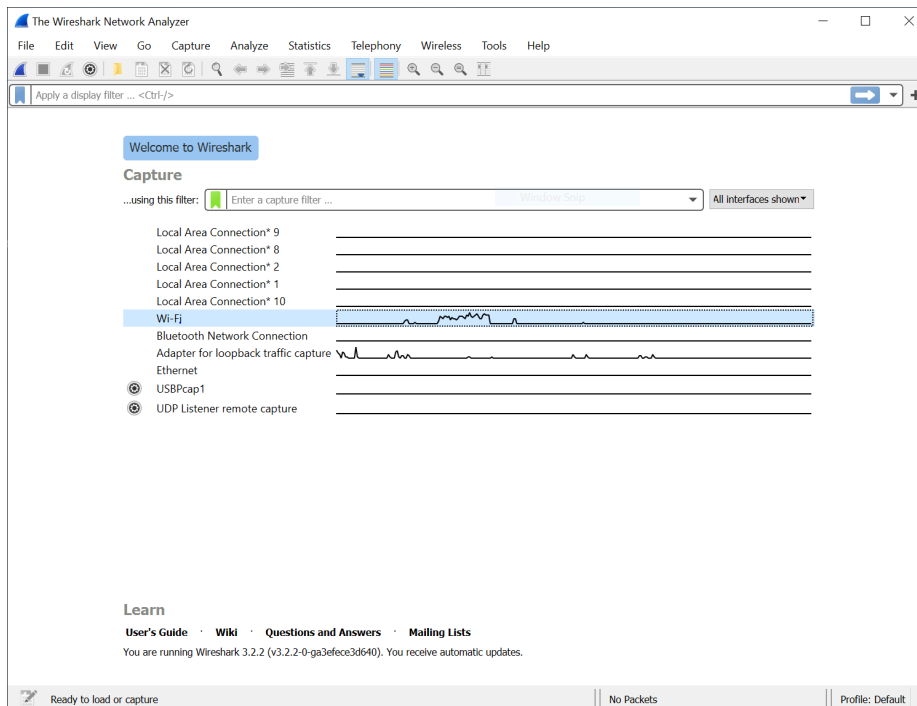 The Wireshark Network Analyzer
File Edit View Go Capture Analyze Statistics Telephony Wireless Tools Help
Apply a display filter ... <Ctrl-/>
Welcome to Wireshark
Capture
...using this filter: Enter a capture filter ... Window Snip All interfaces shown
Local Area Connection* 9
Local Area Connection* 8
Local Area Connection* 2
Local Area Connection* 1
Local Area Connection* 10
Wi-Fi
Bluetooth Network Connection
Adapter for loopback traffic capture
Ethernet
USBPcap1
UDP Listener remote capture
Learn
User's Guide · Wiki · Questions and Answers · Mailing Lists
You are running Wireshark 3.2.2 (v3.2.2-0-ga3efece3d640). You receive automatic updates.
Ready to load or capture No Packets Profile: Default